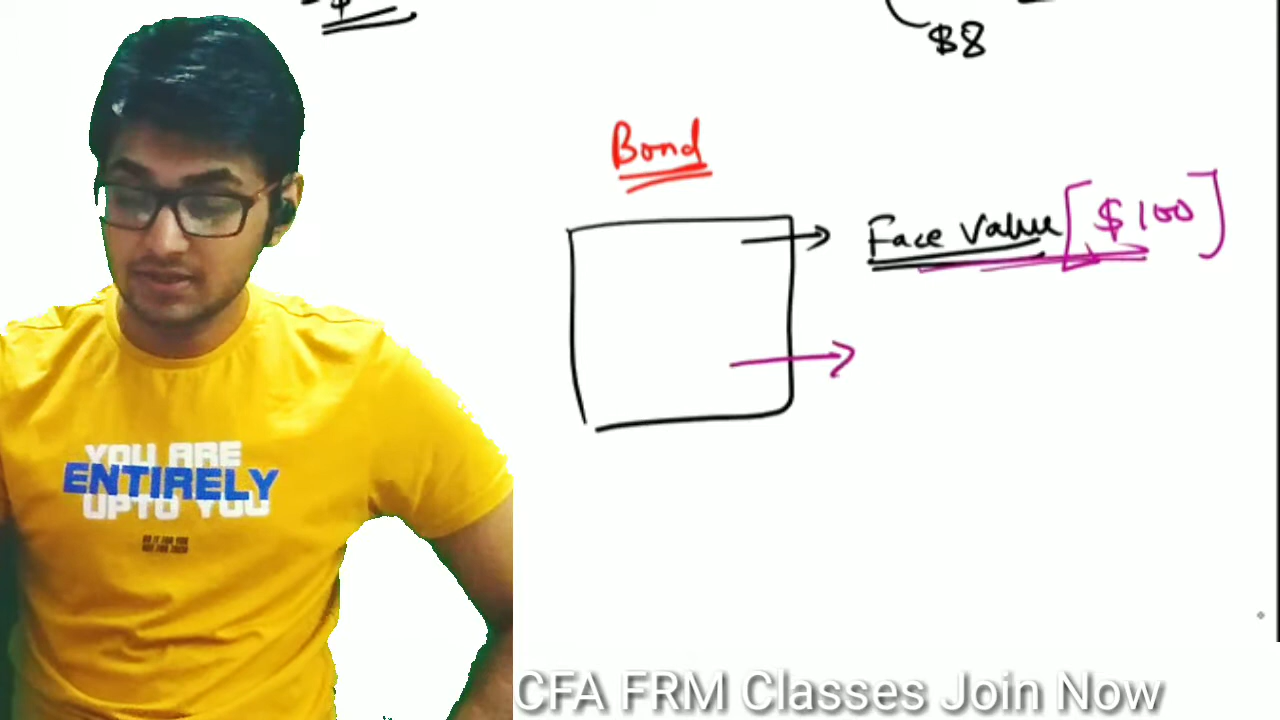 $
$8
Bond
Face Value [$100]
YOU ARE
ENTIRELY
UPTO YOU
CFA FRM Classes Join Now